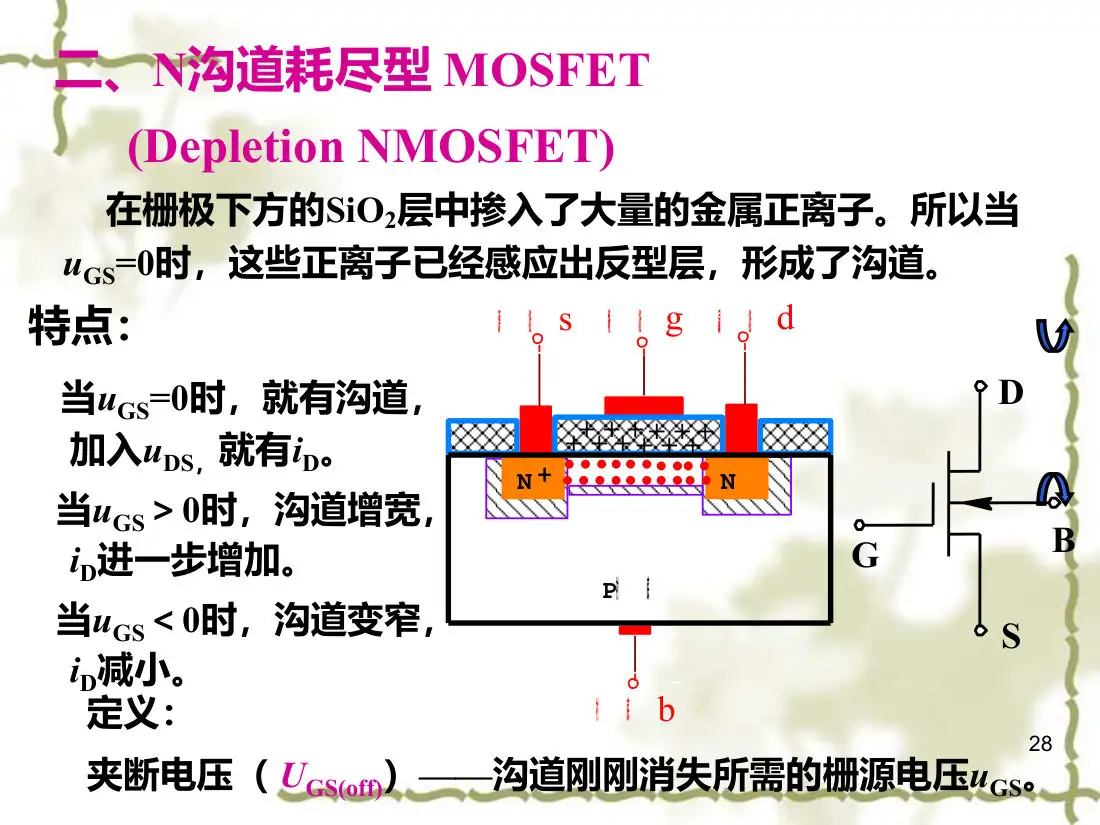 二、N沟道耗尽型 MOSFET
(Depletion NMOSFET)
在栅极下方的SiO2层中掺入了大量的金属正离子。所以当
uGS=0时，这些正离子已经感应出反型层，形成了沟道。
特点：
当uGS=0时，就有沟道，
加入uDS，就有iD。
当uGS＞0时，沟道增宽，
iD进一步增加。
当uGS＜0时，沟道变窄，
iD减小。
定义：
夹断电压（ UGS(off)）——沟道刚刚消失所需的栅源电压uGS。
s g d
+ + + + + + +
+ + + + + + +
N+ N
P
b
D
G B
S
28